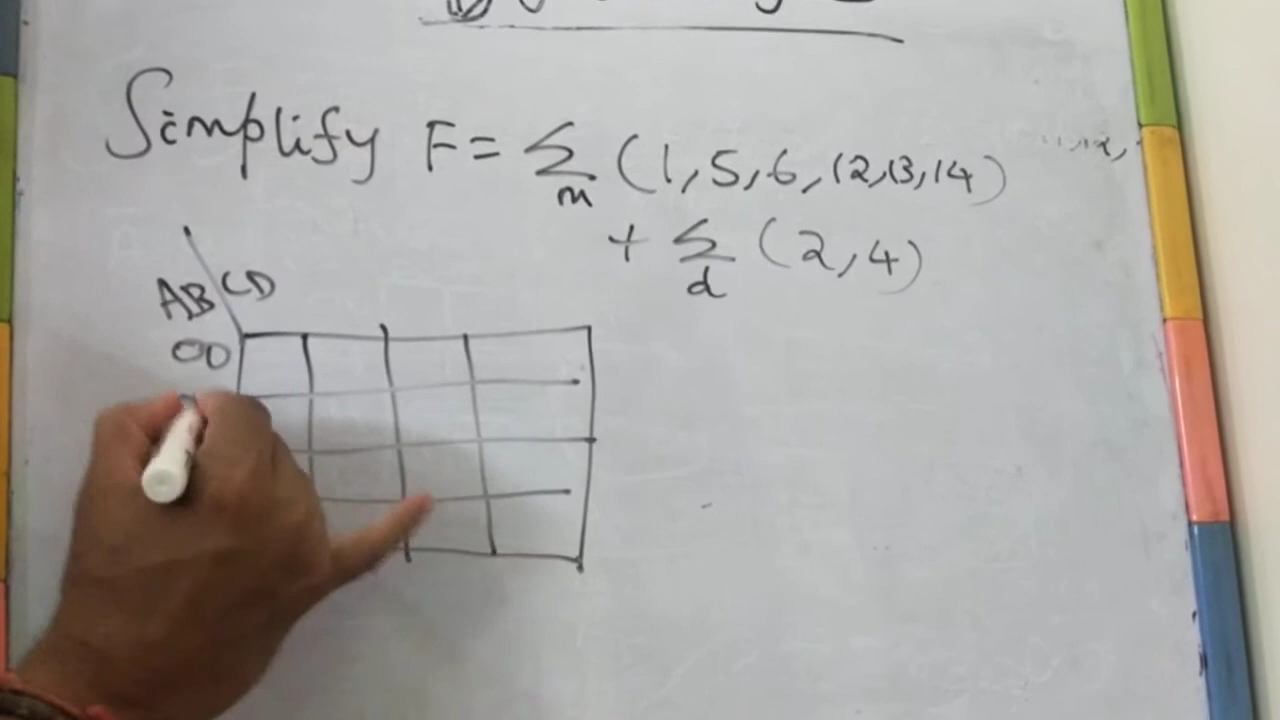 Simplify F = Σm (1, 5, 6, 12, 13, 14)
+ Σd (2, 4)
AB CD
00